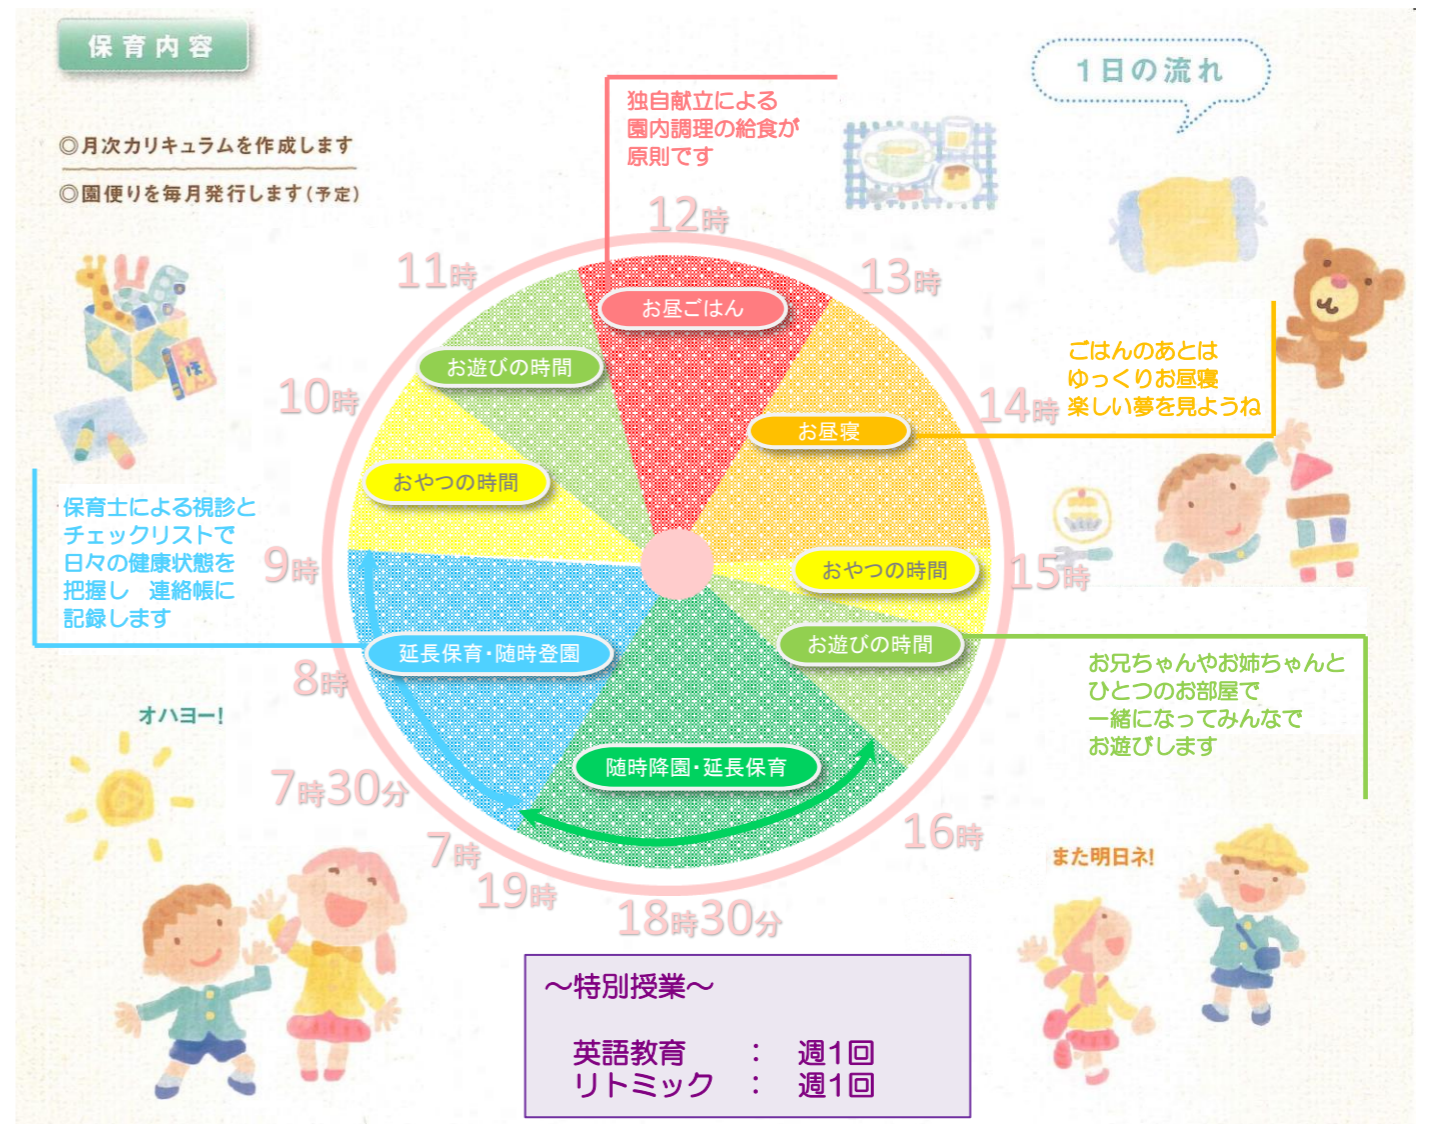 保育内容
1日の流れ
◎月次カリキュラムを作成します
◎園便りを毎月発行します(予定)
独自献立による
園内調理の給食が
原則です
12時
13時
14時
15時
16時
18時30分
19時
7時
7時30分
8時
9時
10時
11時
お昼ごはん
お昼寝
おやつの時間
お遊びの時間
随時降園・延長保育
延長保育・随時登園
おやつの時間
お遊びの時間
ごはんのあとは
ゆっくりお昼寝
楽しい夢を見ようね
えほん
保育士による視診と
チェックリストで
日々の健康状態を
把握し 連絡帳に
記録します
お兄ちゃんやお姉ちゃんと
ひとつのお部屋で
一緒になってみんなで
お遊びします
オハヨー!
また明日ネ!
～特別授業～
英語教育 : 週1回
リトミック : 週1回